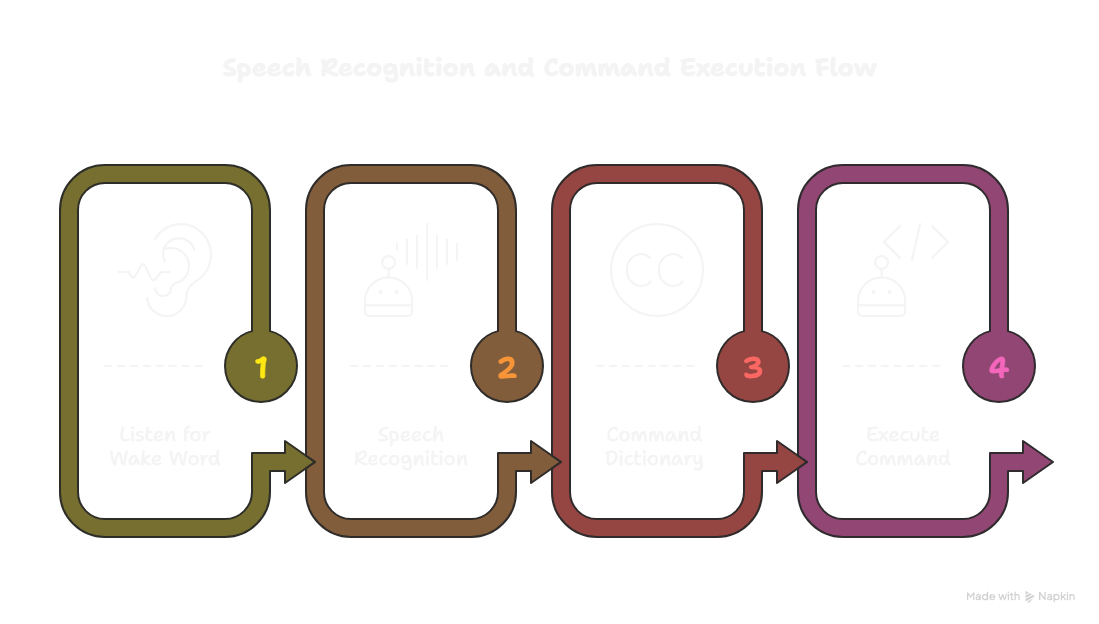 Speech Recognition and Command Execution Flow
1
2
3
4
Listen for
Wake Word
Speech
Recognition
Command
Dictionary
Execute
Command
Made with Napkin